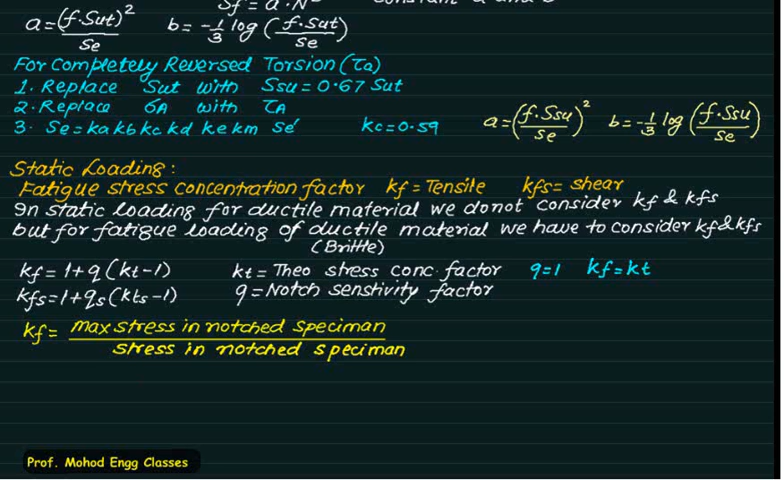 Sf = a · N
a = (f.Sut)² / Se b = -1/3 log (f.Sut / Se)
For Completely Reversed Torsion (τa)
1. Replace Sut with Ssu = 0.67 Sut
2. Replace σA with τA
3. Se = ka kb kc kd ke km Se' kc = 0.59 a = (f.Ssu / Se)² b = -1/3 log (f.Ssu / Se)
Static Loading:
Fatigue stress concentration factor kf = Tensile kfs = shear
In static loading for ductile material we donot consider kf & kfs
but for fatigue loading of ductile material we have to consider kf & kfs
(Brittle)
kf = 1+q (kt-1) kt = Theo stress conc. factor q=1 kf = kt
kfs = 1+qs (kts-1) q = Notch senstivity factor
kf = max stress in notched speciman
stress in notched speciman
Prof. Mohod Engg Classes